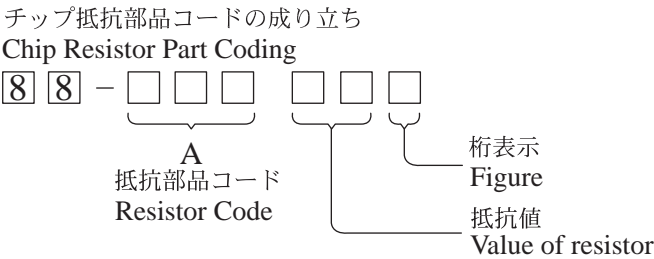 チップ抵抗部品コードの成り立ち
Chip Resistor Part Coding
8 8 − □ □ □ □ □ □
A
抵抗部品コード
Resistor Code
桁表示
Figure
抵抗値
Value of resistor